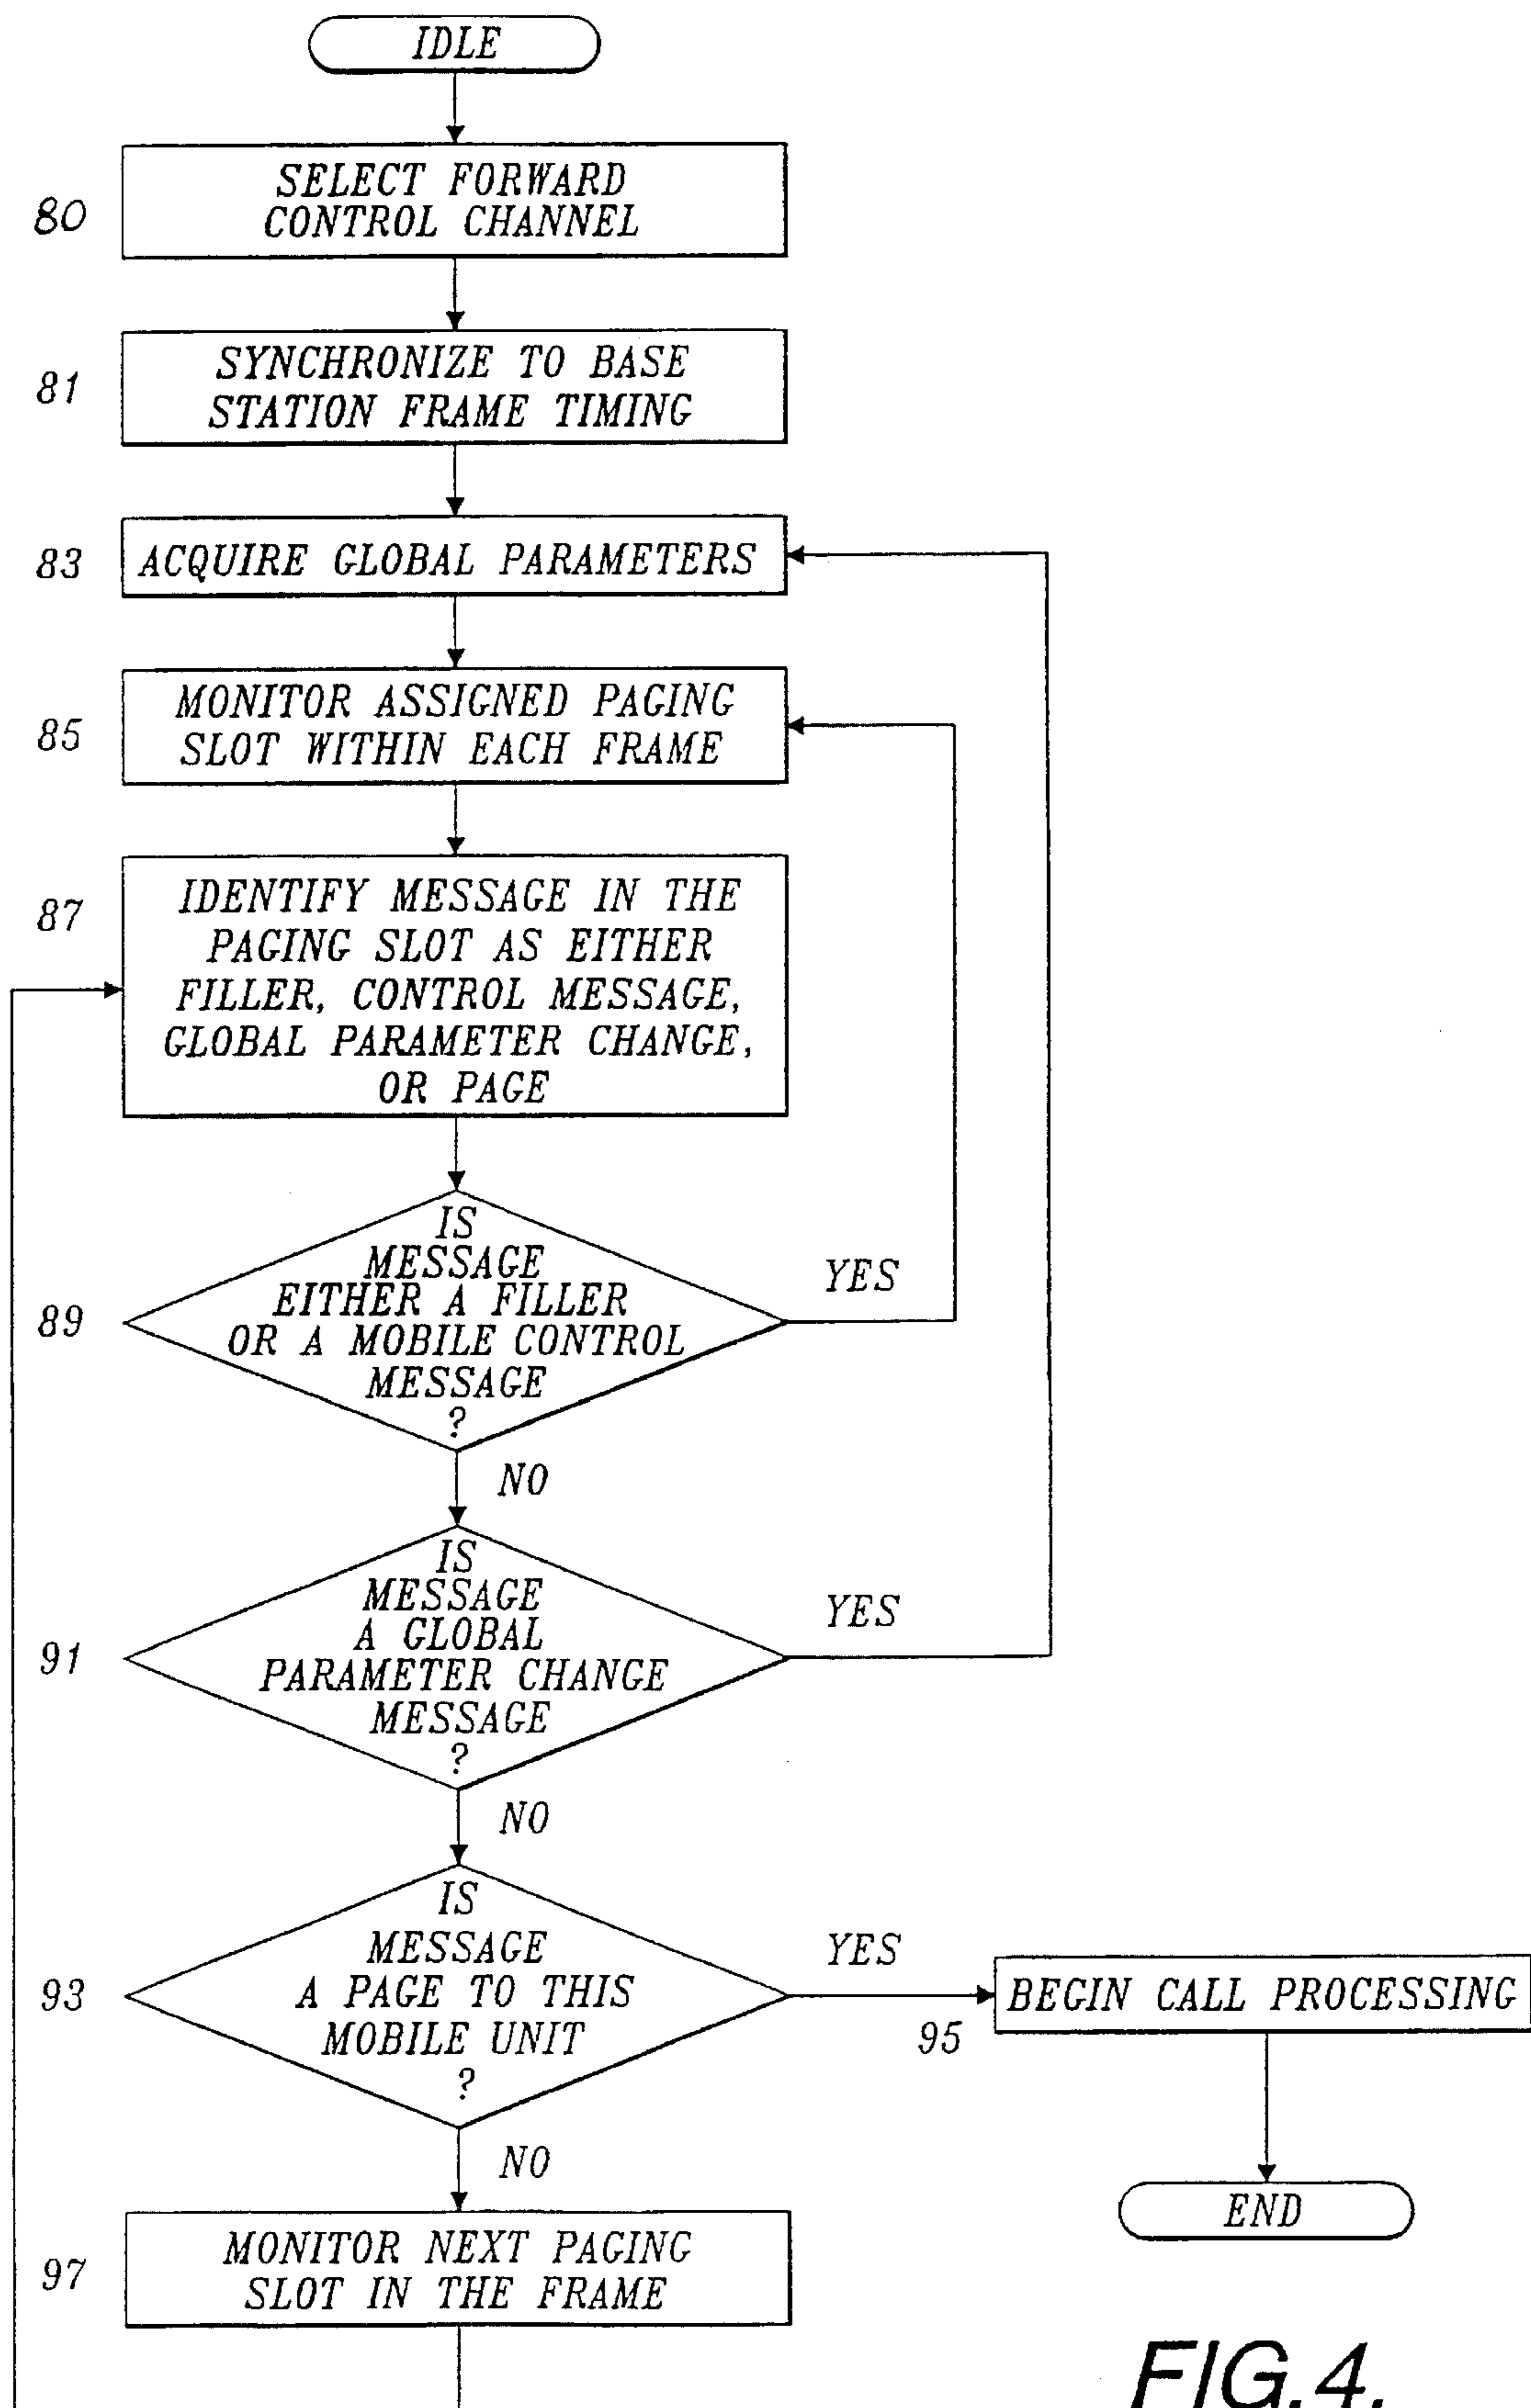 IDLE
80
SELECT FORWARD
CONTROL CHANNEL
81
SYNCHRONIZE TO BASE
STATION FRAME TIMING
83
ACQUIRE GLOBAL PARAMETERS
85
MONITOR ASSIGNED PAGING
SLOT WITHIN EACH FRAME
87
IDENTIFY MESSAGE IN THE
PAGING SLOT AS EITHER
FILLER, CONTROL MESSAGE,
GLOBAL PARAMETER CHANGE,
OR PAGE
89
IS
MESSAGE
EITHER A FILLER
OR A MOBILE CONTROL
MESSAGE
?
YES
NO
91
IS
MESSAGE
A GLOBAL
PARAMETER CHANGE
MESSAGE
?
YES
NO
93
IS
MESSAGE
A PAGE TO THIS
MOBILE UNIT
?
YES
95
BEGIN CALL PROCESSING
NO
END
97
MONITOR NEXT PAGING
SLOT IN THE FRAME
FIG.4.